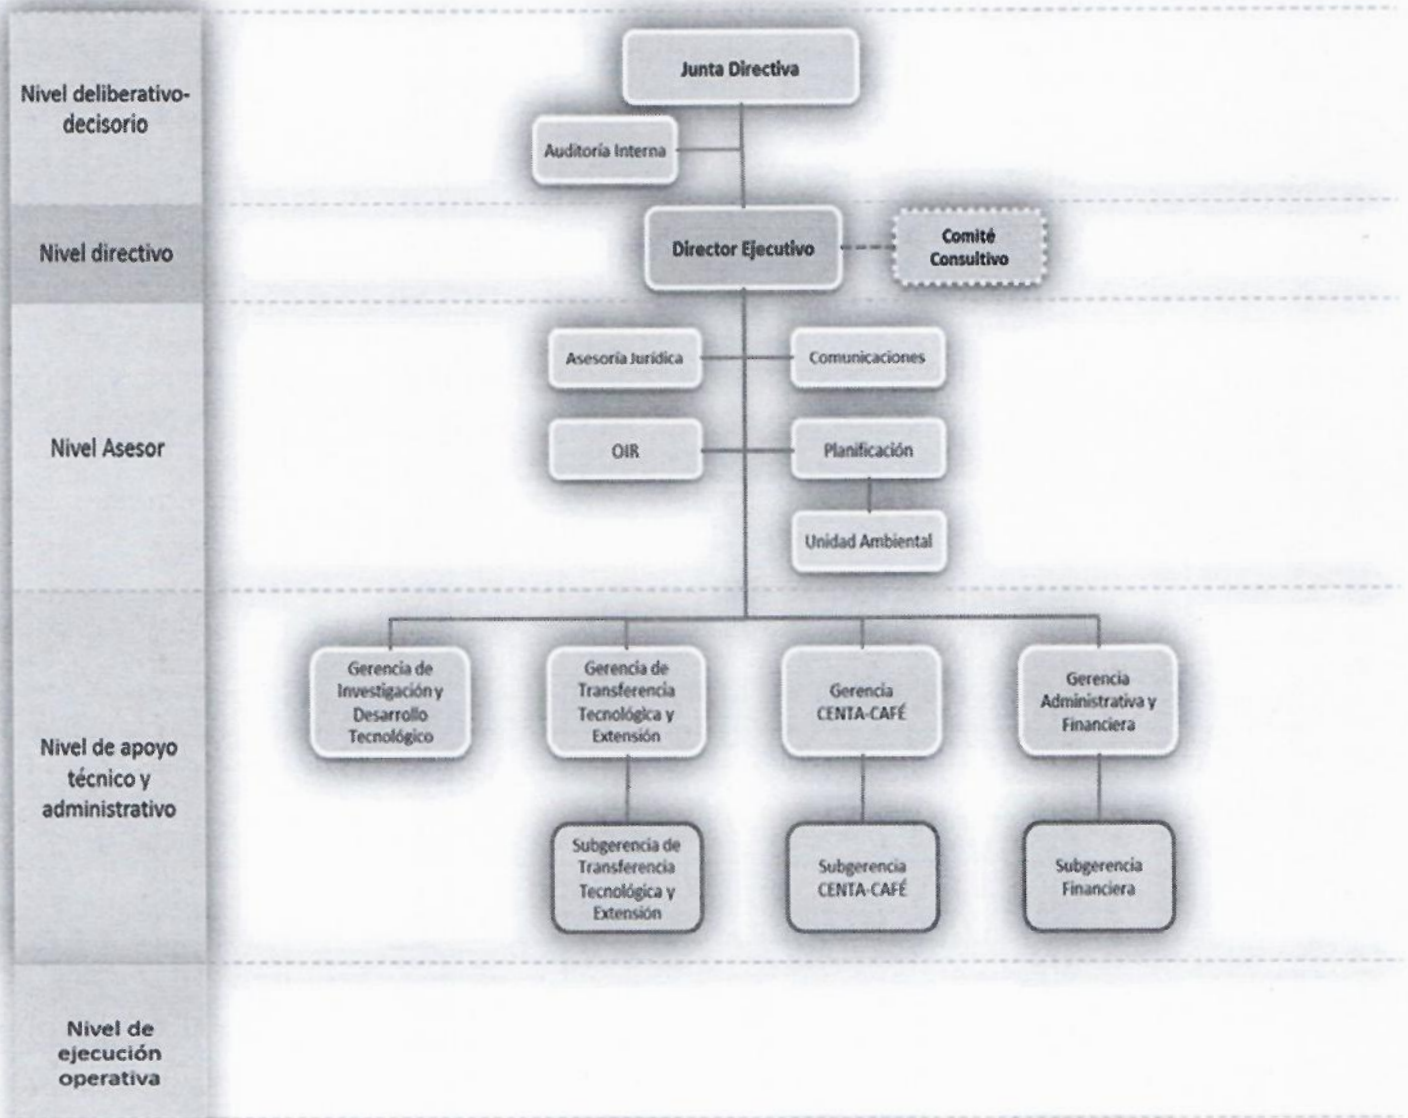 Nivel deliberativo-
decisorio
Junta Directiva
Auditoría Interna
Nivel directivo
Director Ejecutivo
Comité
Consultivo
Nivel Asesor
Asesoría Jurídica
Comunicaciones
OIR
Planificación
Unidad Ambiental
Nivel de apoyo
técnico y
administrativo
Gerencia de
Investigación y
Desarrollo
Tecnológico
Gerencia de
Transferencia
Tecnológica y
Extensión
Gerencia
CENTA-CAFÉ
Gerencia
Administrativa y
Financiera
Subgerencia de
Transferencia
Tecnológica y
Extensión
Subgerencia
CENTA-CAFÉ
Subgerencia
Financiera
Nivel de
ejecución
operativa